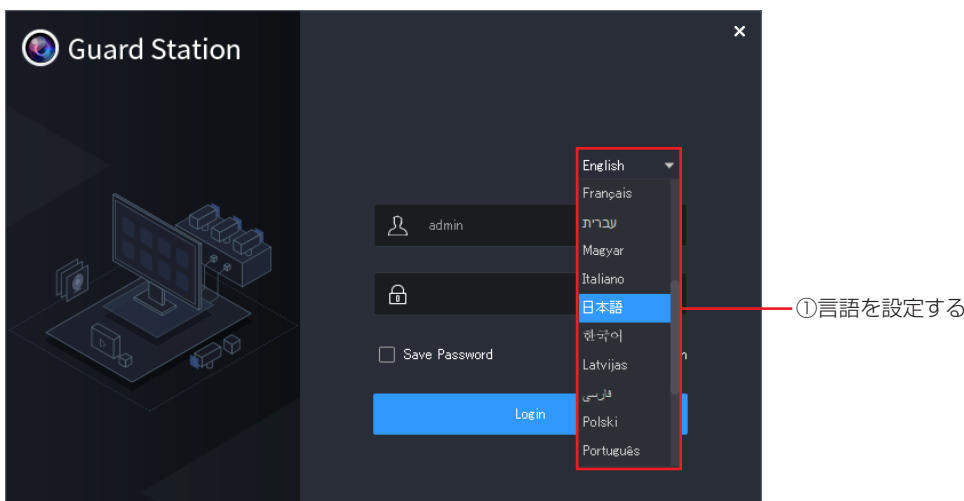 Guard Station
English
Français
עברית
admin
Magyar
Italiano
日本語
①言語を設定する
한국어
Save Password
Latvijas
فارسی
Login
Polski
Português